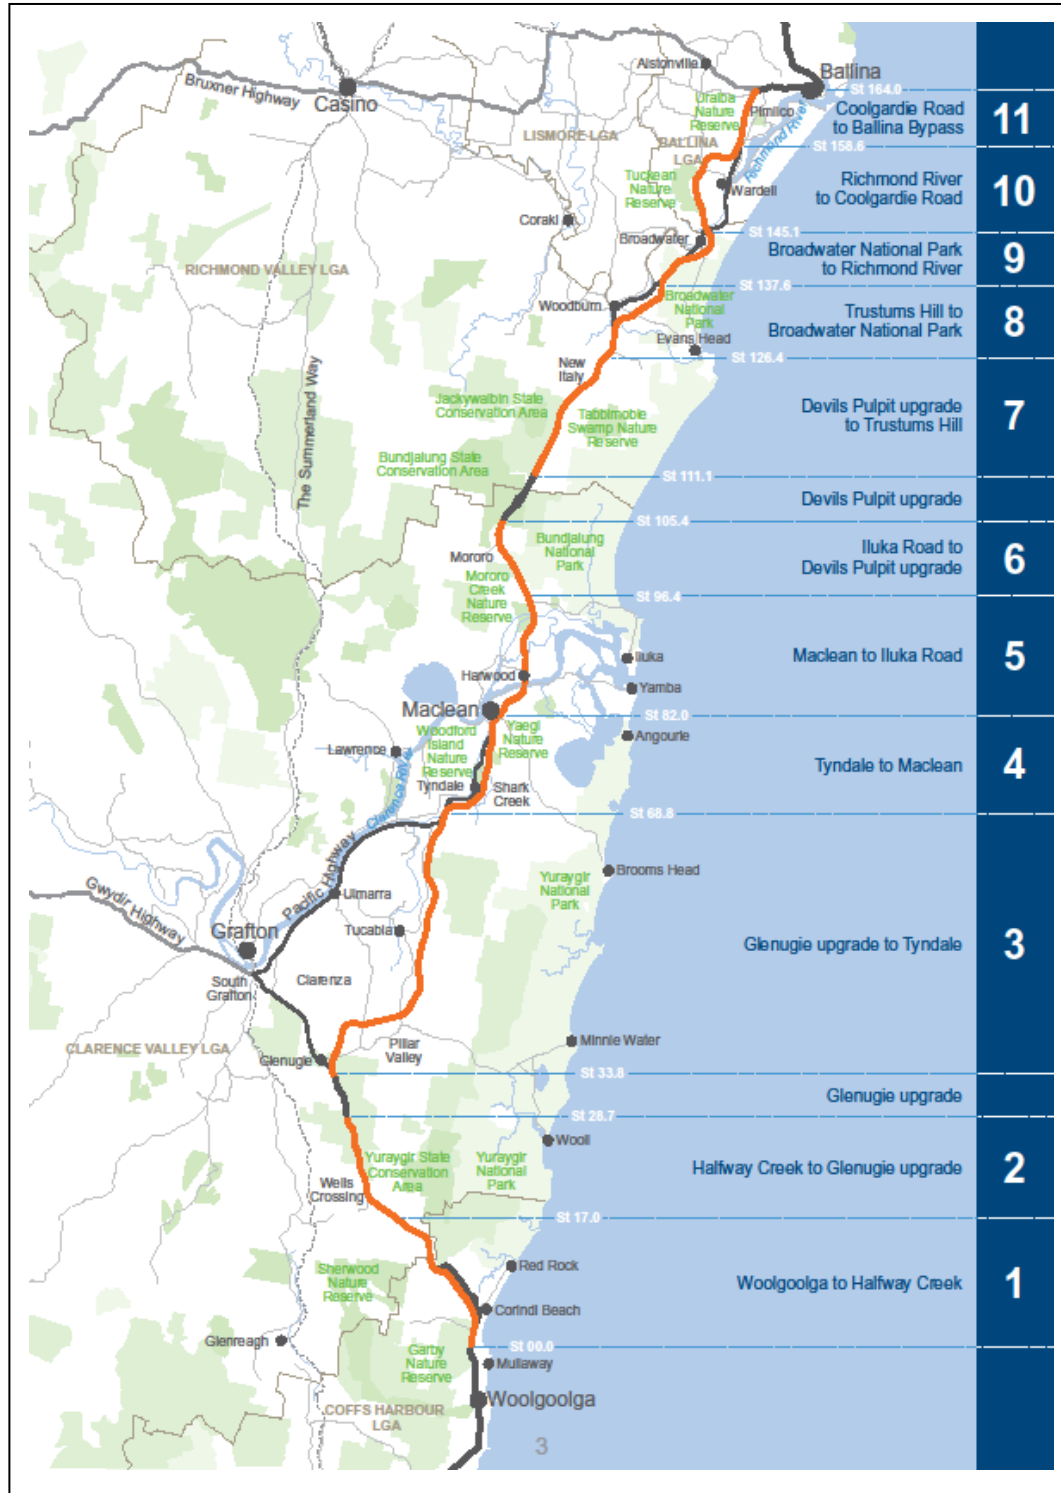 Alstonville
Ballina
St 164.0
Bruxner Highway
Casino
Uralba
Nature
Reserve
Pimlico
Richmond River
Coolgardie Road
to Ballina Bypass
11
LISMORE LGA
BALLINA
LGA
St 158.6
Tuckean
Nature
Reserve
Wardell
Richmond River
to Coolgardie Road
10
Coraki
Broadwater
St 145.1
Broadwater National Park
to Richmond River
9
RICHMOND VALLEY LGA
St 137.6
Woodburn
Broadwater
National
Park
Trustums Hill to
Broadwater National Park
8
Evans Head
St 126.4
New
Italy
The Summerland Way
Jackywalbin State
Conservation Area
Tabbimoble
Swamp Nature
Reserve
Devils Pulpit upgrade
to Trustums Hill
7
Bundjalung State
Conservation Area
St 111.1
Devils Pulpit upgrade
St 105.4
Bundjalung
National
Park
Mororo
Mororo
Creek
Nature
Reserve
Iluka Road to
Devils Pulpit upgrade
6
St 96.4
Iluka
Maclean to Iluka Road
5
Harwood
Yamba
Maclean
St 82.0
Woodford
Island
Nature
Reserve
Yaegl
Nature
Reserve
Angourie
Lawrence
Clarence River
Tyndale
Shark
Creek
Tyndale to Maclean
4
St 68.8
Pacific Highway
Brooms Head
Yuraygir
National
Park
Gwydir Highway
Ulmarra
Grafton
Tucabia
Glenugie upgrade to Tyndale
3
South
Grafton
Clarenza
CLARENCE VALLEY LGA
Glenugie
Pillar
Valley
Minnie Water
St 33.8
Glenugie upgrade
St 28.7
Wooli
Yuraygir State
Conservation
Area
Yuraygir
National
Park
Halfway Creek to Glenugie upgrade
2
Wells
Crossing
St 17.0
Sherwood
Nature
Reserve
Red Rock
Woolgoolga to Halfway Creek
1
Corindi Beach
Glenreagh
St 00.0
Garby
Nature
Reserve
Mullaway
Woolgoolga
COFFS HARBOUR
LGA
3